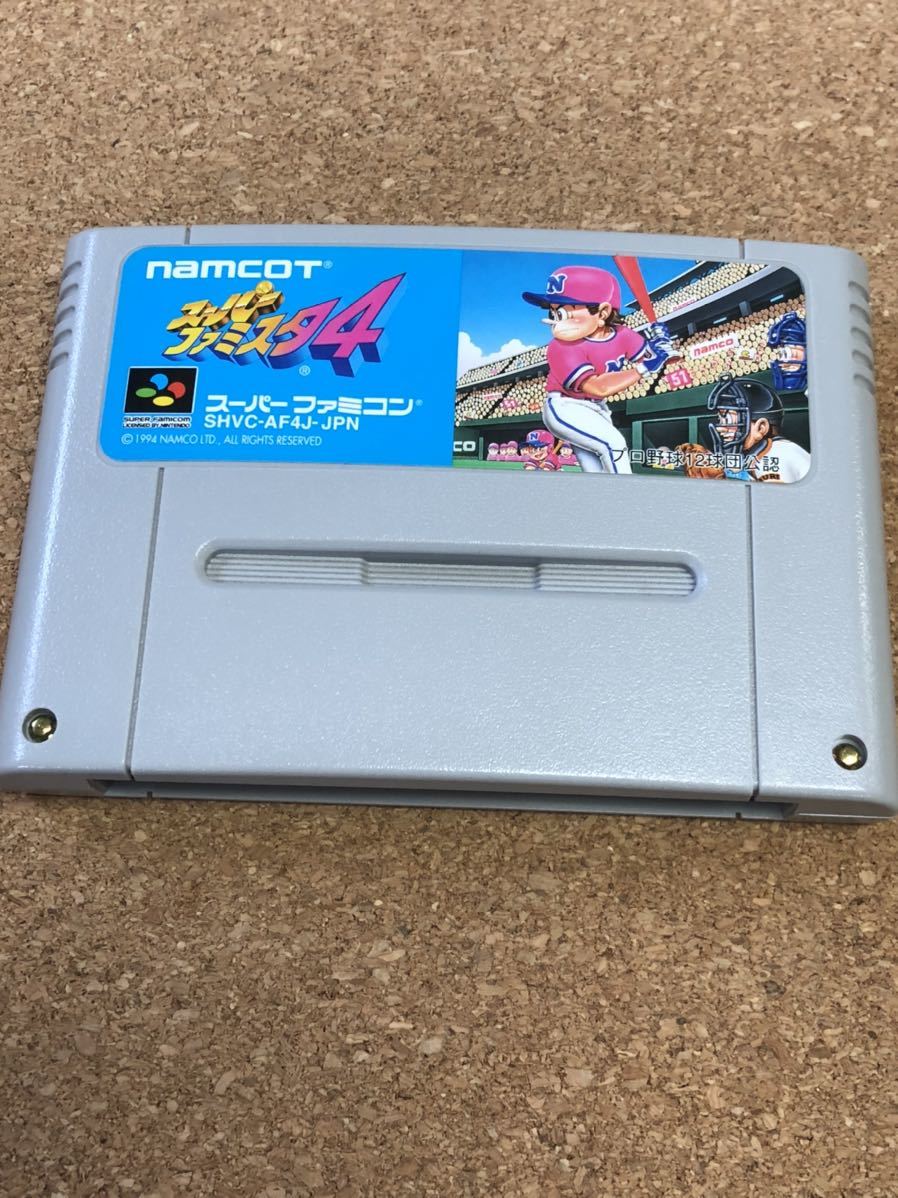 namcot®
スーパー
ファミスタ4
®
SUPER FAMICOM
LICENSED BY NINTENDO
スーパーファミコン®
SHVC-AF4J-JPN
© 1994 NAMCO LTD., ALL RIGHTS RESERVED
N
N
namco
51
CO
プロ野球12球団公認